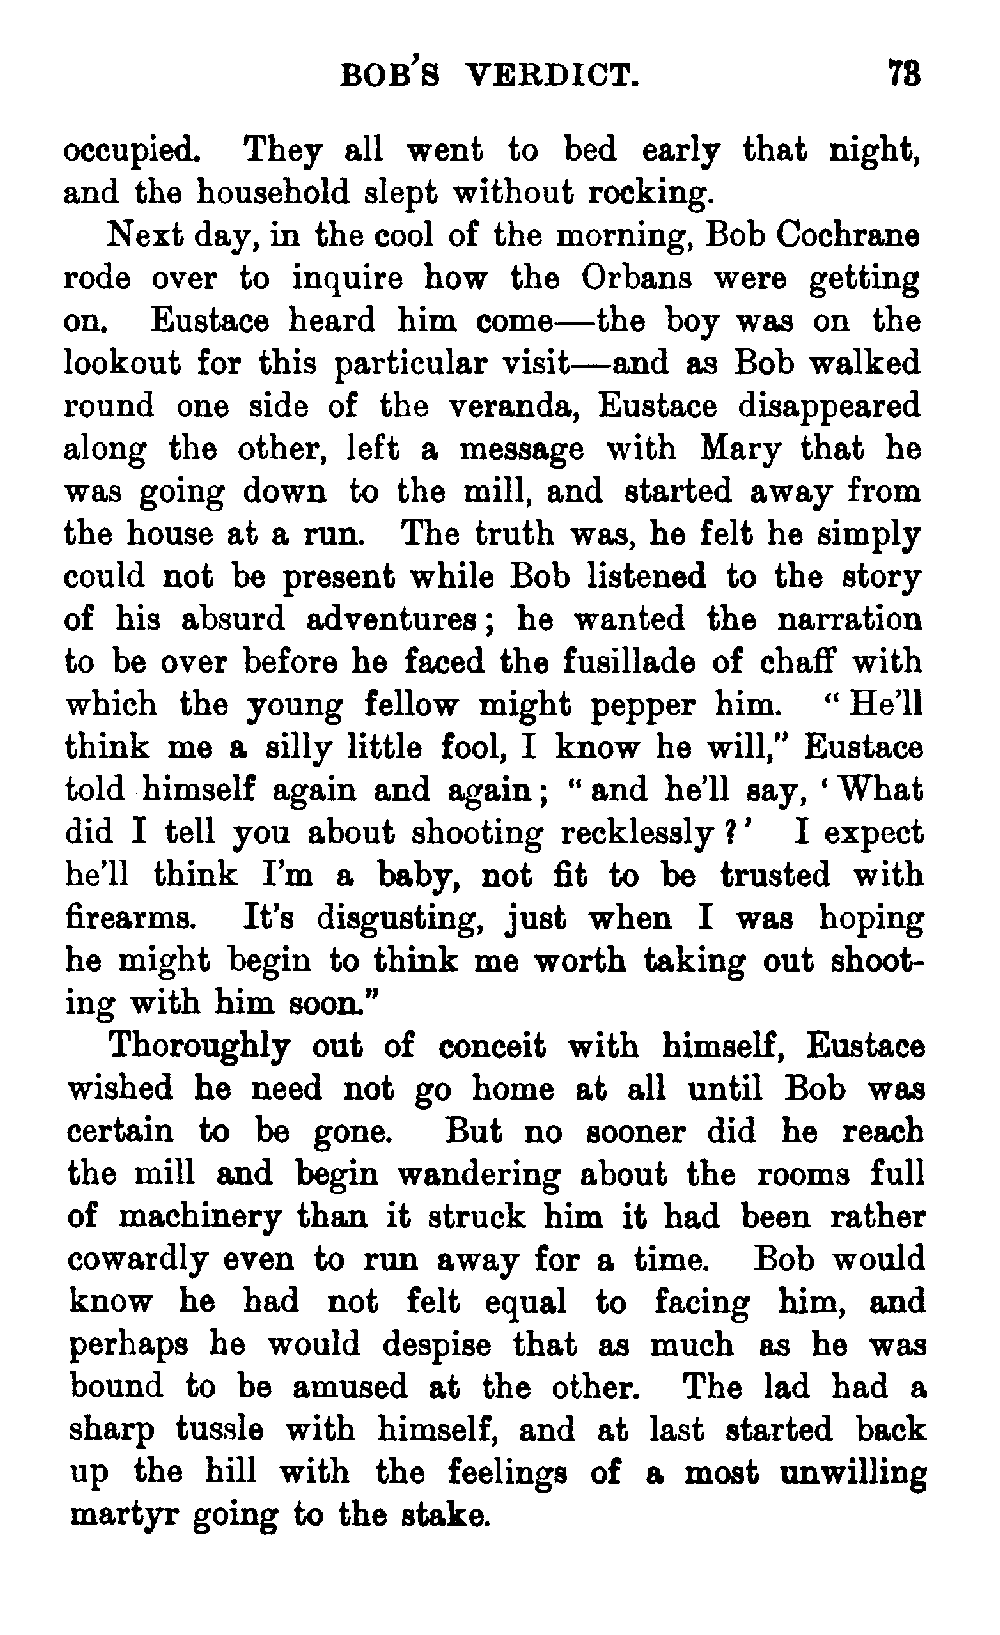 BOB'S VERDICT. 73
occupied. They all went to bed early that night,
and the household slept without rocking.
Next day, in the cool of the morning, Bob Cochrane
rode over to inquire how the Orbans were getting
on. Eustace heard him come—the boy was on the
lookout for this particular visit—and as Bob walked
round one side of the veranda, Eustace disappeared
along the other, left a message with Mary that he
was going down to the mill, and started away from
the house at a run. The truth was, he felt he simply
could not be present while Bob listened to the story
of his absurd adventures; he wanted the narration
to be over before he faced the fusillade of chaff with
which the young fellow might pepper him. "He'll
think me a silly little fool, I know he will," Eustace
told himself again and again; "and he'll say, 'What
did I tell you about shooting recklessly?' I expect
he'll think I'm a baby, not fit to be trusted with
firearms. It's disgusting, just when I was hoping
he might begin to think me worth taking out shoot-
ing with him soon."
Thoroughly out of conceit with himself, Eustace
wished he need not go home at all until Bob was
certain to be gone. But no sooner did he reach
the mill and begin wandering about the rooms full
of machinery than it struck him it had been rather
cowardly even to run away for a time. Bob would
know he had not felt equal to facing him, and
perhaps he would despise that as much as he was
bound to be amused at the other. The lad had a
sharp tussle with himself, and at last started back
up the hill with the feelings of a most unwilling
martyr going to the stake.